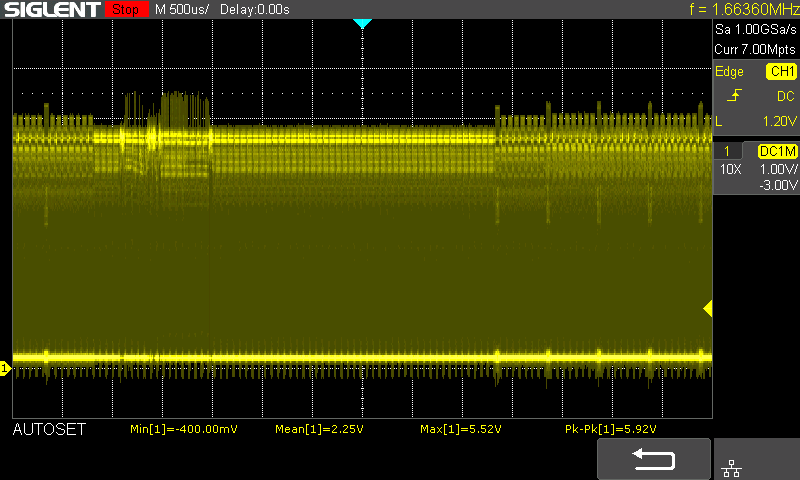 SIGLENT Stop M 500us/ Delay:0.00s f = 1.66360MHz
Sa 1.00GSa/s
Curr 7.00Mpts
Edge CH1
DC
L 1.20V
1 DC1M
10X 1.00V/
-3.00V
1
AUTOSET Min[1]=-400.00mV Mean[1]=2.25V Max[1]=5.52V Pk-Pk[1]=5.92V